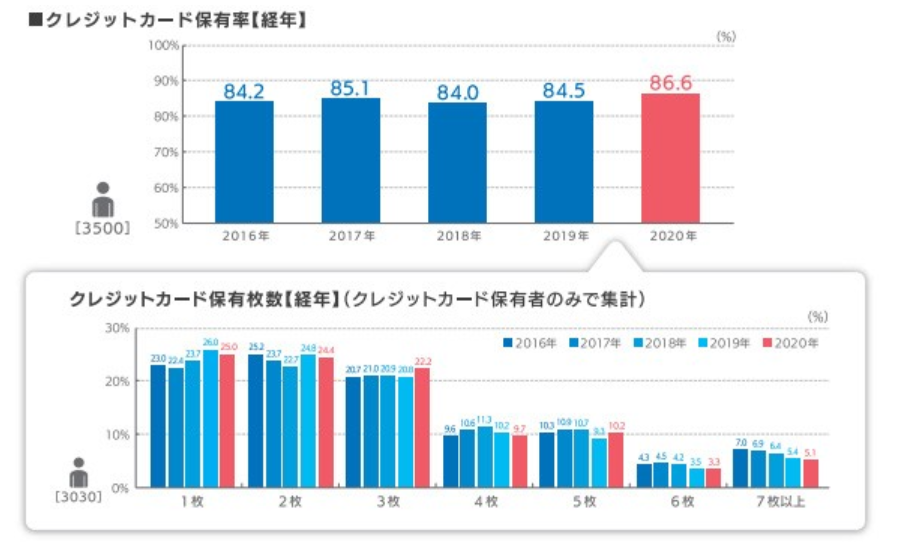 ■クレジットカード保有率【経年】
(%)
100%
90%
80%
70%
60%
50%
84.2
85.1
84.0
84.5
86.6
[3500]
2016年
2017年
2018年
2019年
2020年
クレジットカード保有枚数【経年】(クレジットカード保有者のみで集計)
(%)
■2016年 ■2017年 ■2018年 ■2019年 ■2020年
30%
20%
10%
0%
23.0 22.4 23.7 26.0 25.0
25.2 23.7 22.7 24.8 24.4
20.7 21.0 20.9 20.8 22.2
9.6 10.6 11.3 10.2 9.7
10.3 10.9 10.7 9.3 10.2
4.3 4.5 4.2 3.5 3.3
7.0 6.9 6.4 5.4 5.1
[3030]
1枚
2枚
3枚
4枚
5枚
6枚
7枚以上